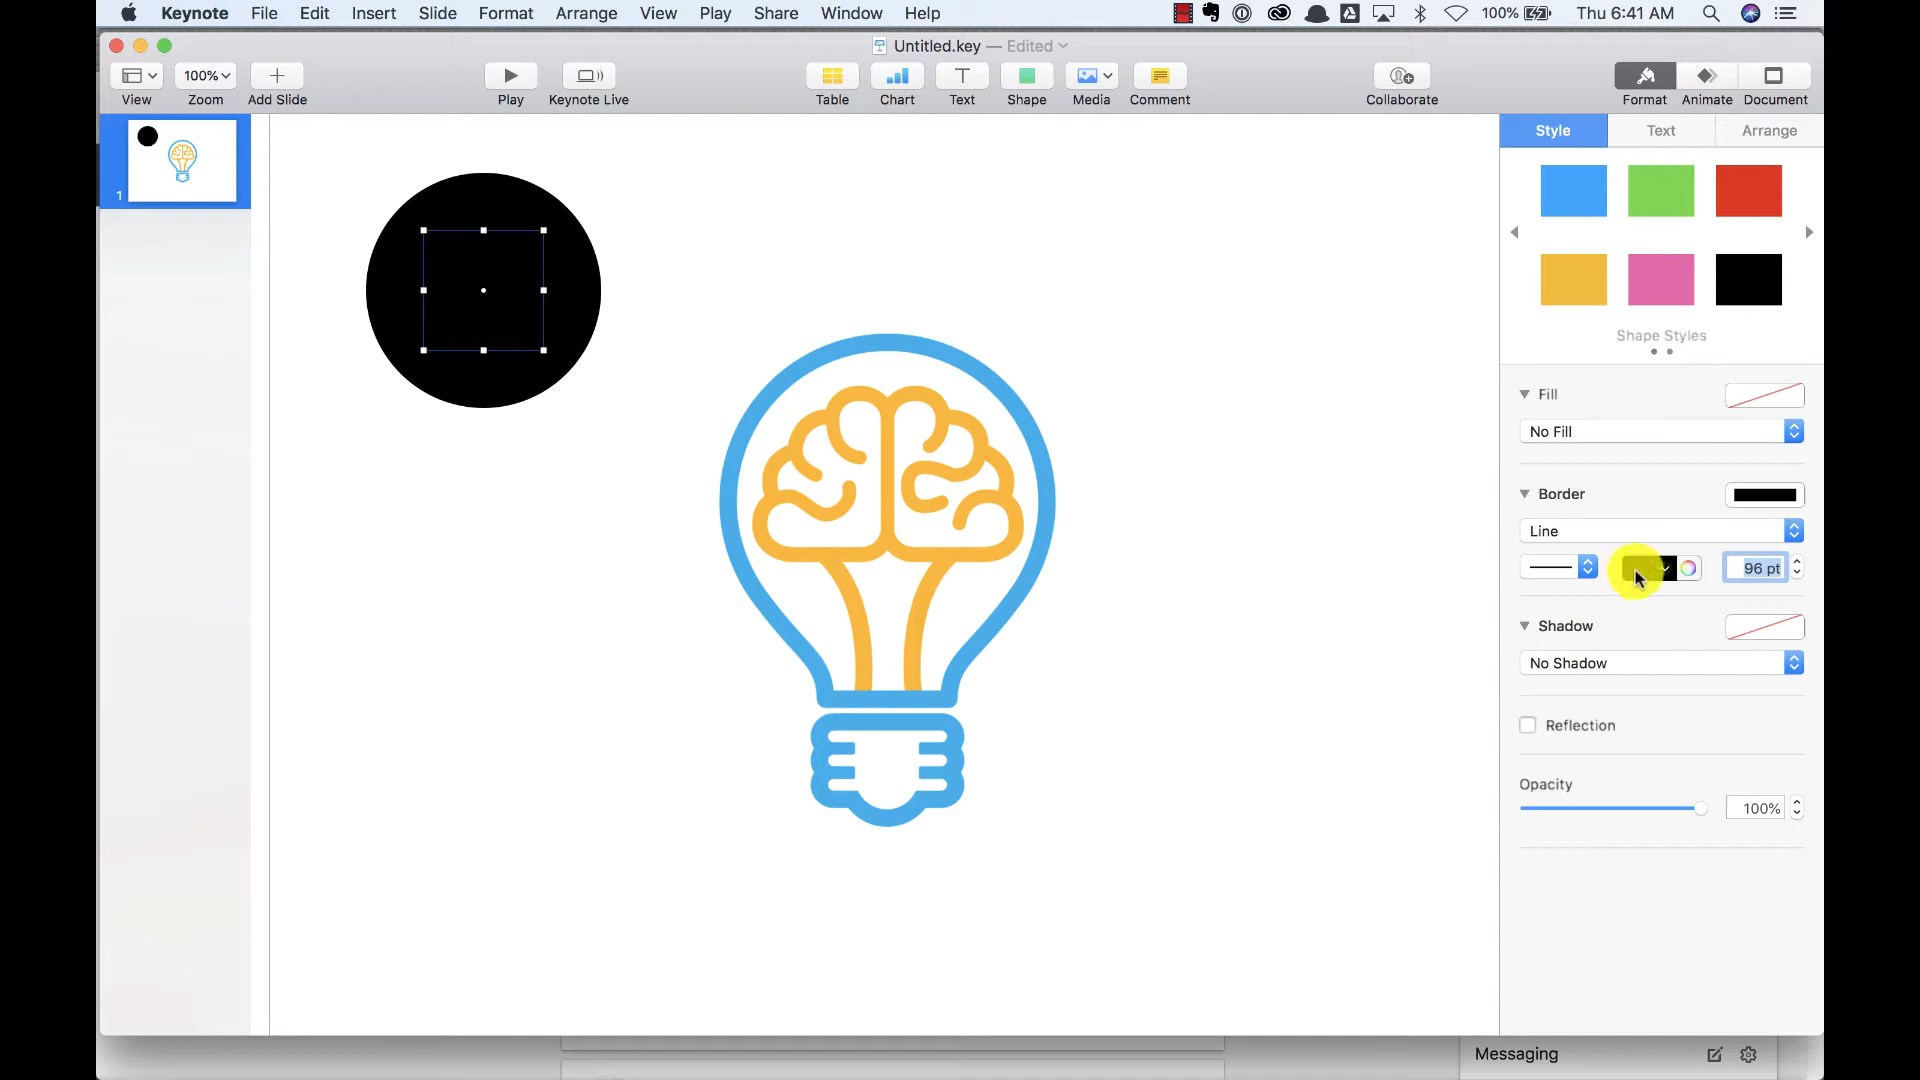 Keynote File Edit Insert Slide Format Arrange View Play Share Window Help 100% Thu 6:41 AM
Untitled.key — Edited
100%
View Zoom Add Slide Play Keynote Live Table Chart Text Shape Media Comment Collaborate Format Animate Document
Style Text Arrange
1
Shape Styles
Fill
No Fill
Border
Line
96 pt
Shadow
No Shadow
Reflection
Opacity
100%
Messaging